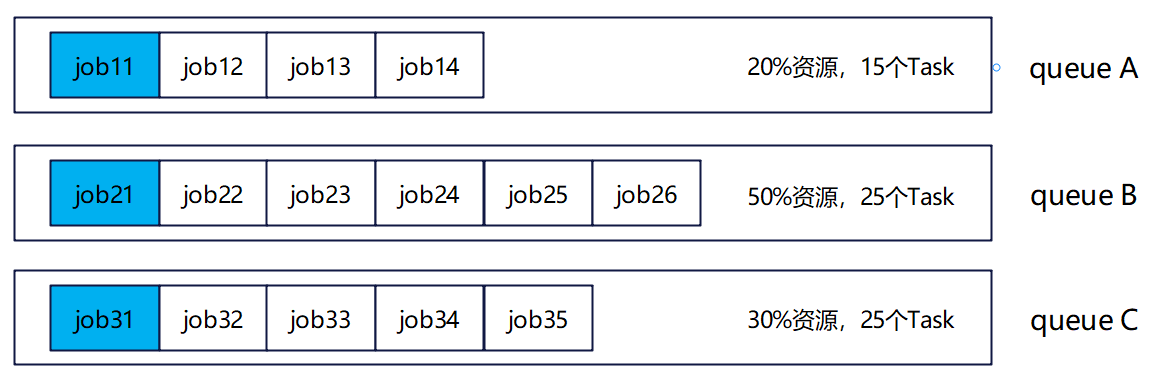 job11 job12 job13 job14 20%资源，15个Task queue A
job21 job22 job23 job24 job25 job26 50%资源，25个Task queue B
job31 job32 job33 job34 job35 30%资源，25个Task queue C